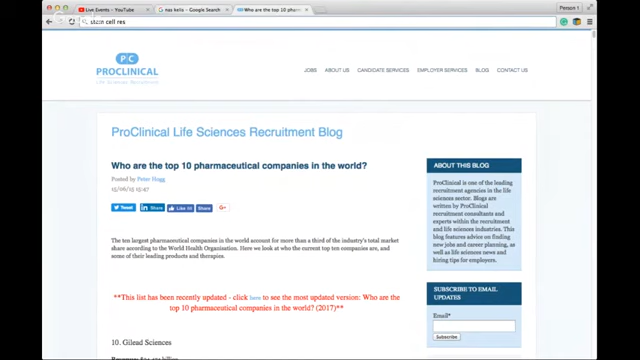 Live Events - YouTube
nas kells - Google Search
Who are the top 10 pharmac
Person 1
stem cell res
PC
PROCLINICAL
Life Sciences Recruitment
JOBS ABOUT US CANDIDATE SERVICES EMPLOYER SERVICES BLOG CONTACT US
ProClinical Life Sciences Recruitment Blog
Who are the top 10 pharmaceutical companies in the world?
Posted by Peter Hogg
Tweet
Share
Like
Share
G+
The ten largest pharmaceutical companies in the world account for more than a third of the industry's total market
share according to the World Health Organisation. Here we look at who the current top ten companies are, and
some of their leading products and therapies.
**This list has been recently updated - click here to see the most updated version: Who are the
top 10 pharmaceutical companies in the world? (2017)**
10. Gilead Sciences
ABOUT THIS BLOG
ProClinical is one of the leading
recruitment agencies in the life
sciences sector. Blogs are
written by ProClinical
recruitment consultants and
experts within the recruitment
and life sciences industries. This
blog features advice on finding
new jobs and career planning, as
well as life sciences news and
hiring tips for employers.
SUBSCRIBE TO EMAIL
UPDATES
Email*
Subscribe